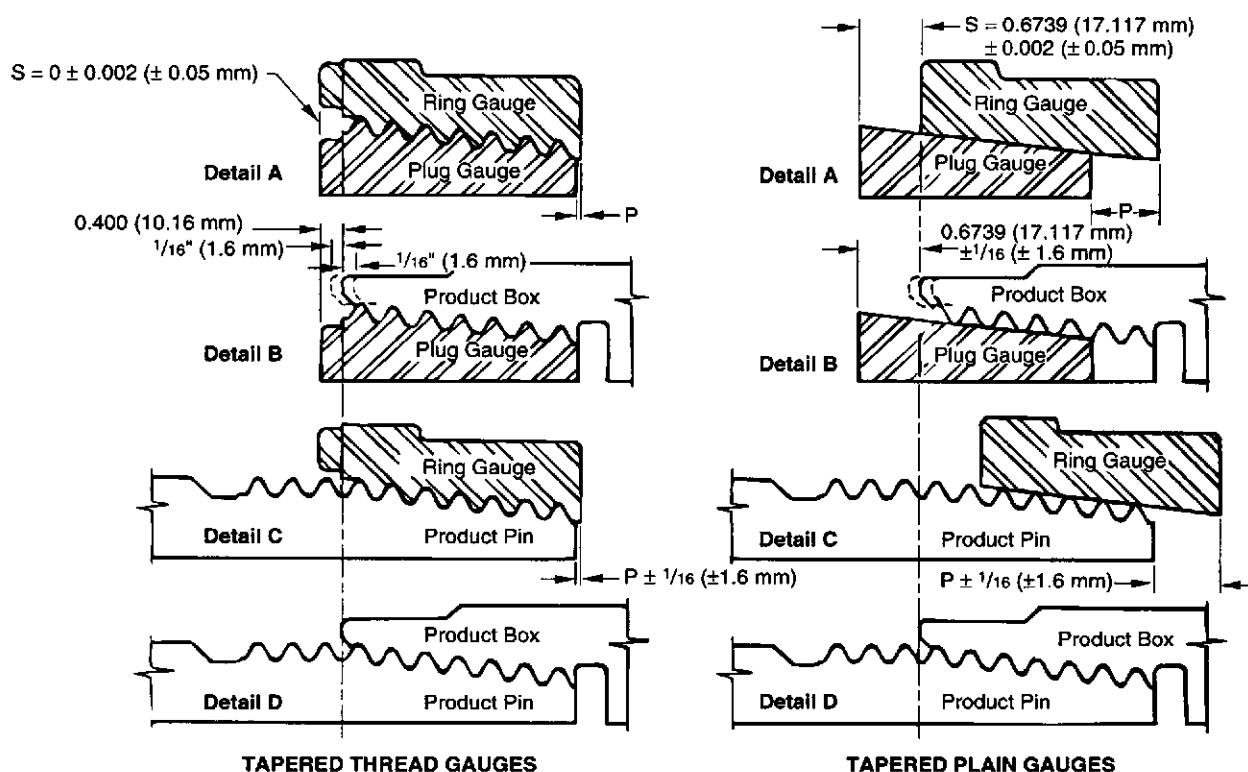 S = 0 ± 0.002 (± 0.05 mm)
Ring Gauge
Plug Gauge
Detail A
P
0.400 (10.16 mm)
1/16" (1.6 mm)
1/16" (1.6 mm)
Product Box
Plug Gauge
Detail B
Ring Gauge
Detail C
Product Pin
P ± 1/16 (±1.6 mm)
Product Box
Detail D
Product Pin
TAPERED THREAD GAUGES
S = 0.6739 (17.117 mm)
± 0.002 (± 0.05 mm)
Ring Gauge
Plug Gauge
Detail A
P
0.6739 (17.117 mm)
±1/16 (± 1.6 mm)
Product Box
Plug Gauge
Detail B
Ring Gauge
Detail C
Product Pin
P ± 1/16 (±1.6 mm)
Product Box
Detail D
Product Pin
TAPERED PLAIN GAUGES